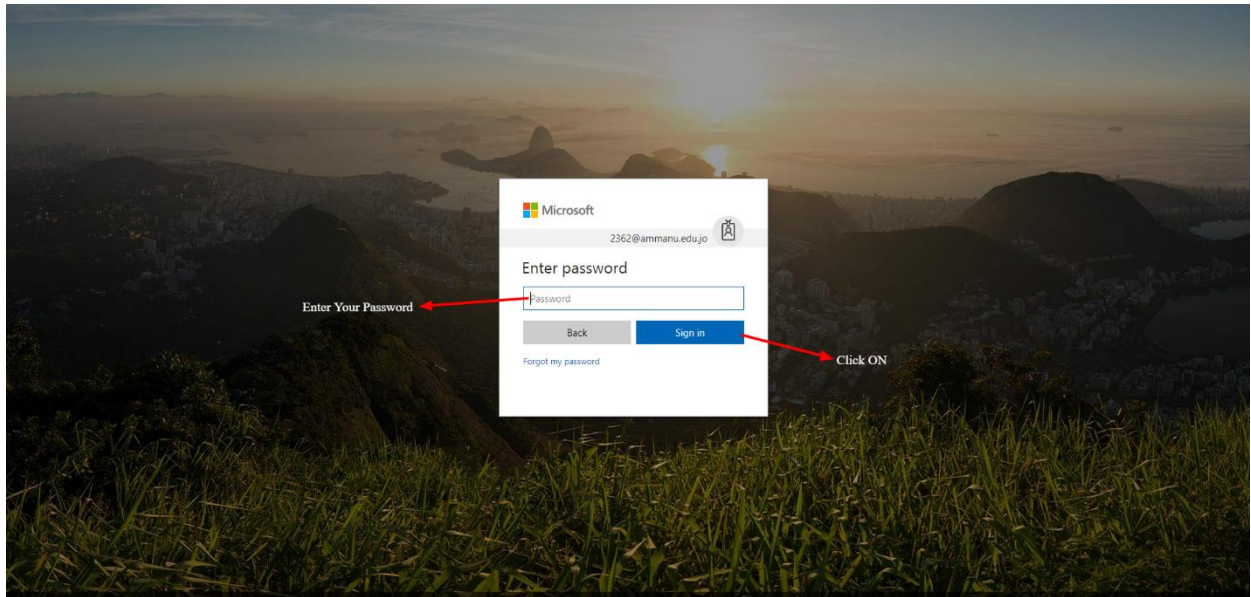 Microsoft
2362@ammanu.edu.jo
Enter password
Enter Your Password
Password
Back
Sign in
Click ON
Forgot my password